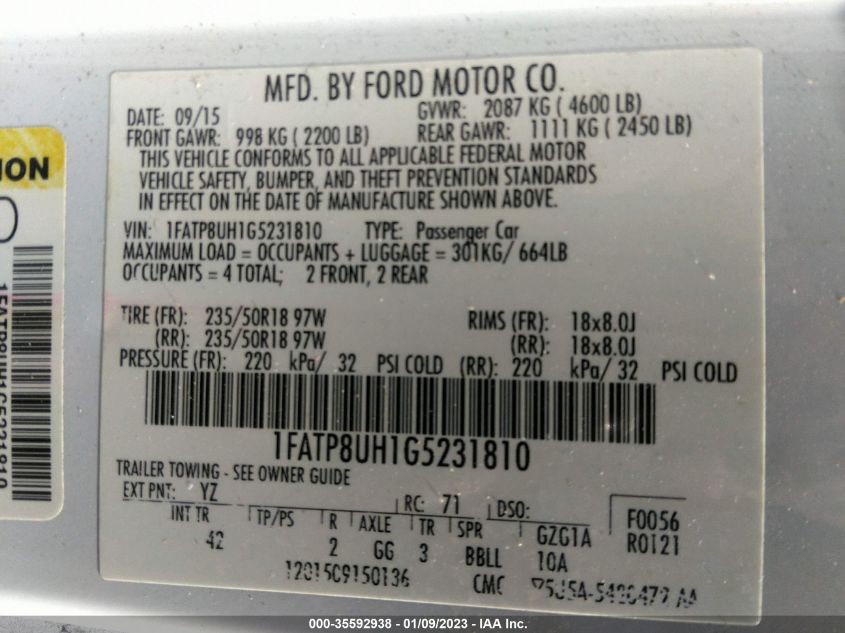 MFD. BY FORD MOTOR CO.
DATE: 09/15 GVWR: 2087 KG ( 4600 LB)
FRONT GAWR: 998 KG ( 2200 LB) REAR GAWR: 1111 KG ( 2450 LB)
THIS VEHICLE CONFORMS TO ALL APPLICABLE FEDERAL MOTOR
VEHICLE SAFETY, BUMPER, AND THEFT PREVENTION STANDARDS
IN EFFECT ON THE DATE OF MANUFACTURE SHOWN ABOVE.
VIN: 1FATP8UH1G5231810 TYPE: Passenger Car
MAXIMUM LOAD = OCCUPANTS + LUGGAGE = 301KG/ 664LB
OCCUPANTS = 4 TOTAL; 2 FRONT, 2 REAR
TIRE (FR): 235/50R18 97W RIMS (FR): 18x8.0J
(RR): 235/50R18 97W (RR): 18x8.0J
PRESSURE (FR): 220 kPa/ 32 PSI COLD (RR): 220 kPa/ 32 PSI COLD
1FATP8UH1G5231810
TRAILER TOWING - SEE OWNER GUIDE
EXT PNT: YZ RC: 71 DSO:
INT TR TP/PS R AXLE TR SPR GZG1A F0056
42 2 GG 3 BBLL 10A R0121
CMC
1FATP8UH1G5231810
000-35592938 - 01/09/2023 - IAA Inc.